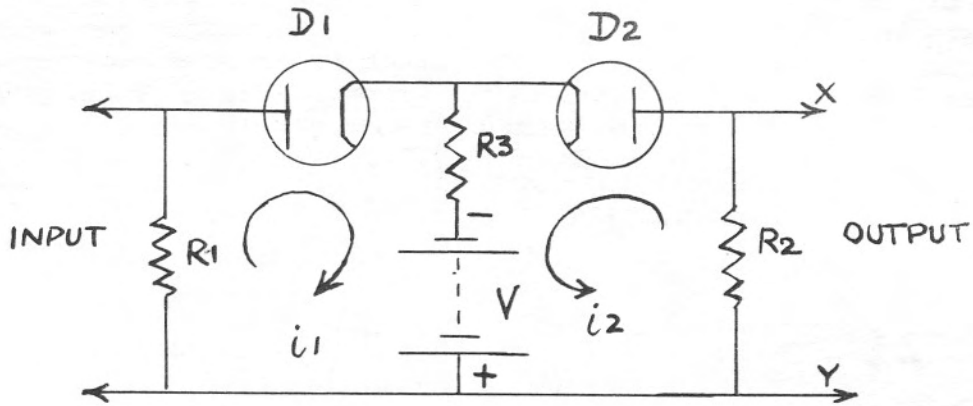 D1
D2
X
R3
-
INPUT
R1
R2
OUTPUT
V
i1
i2
+
Y